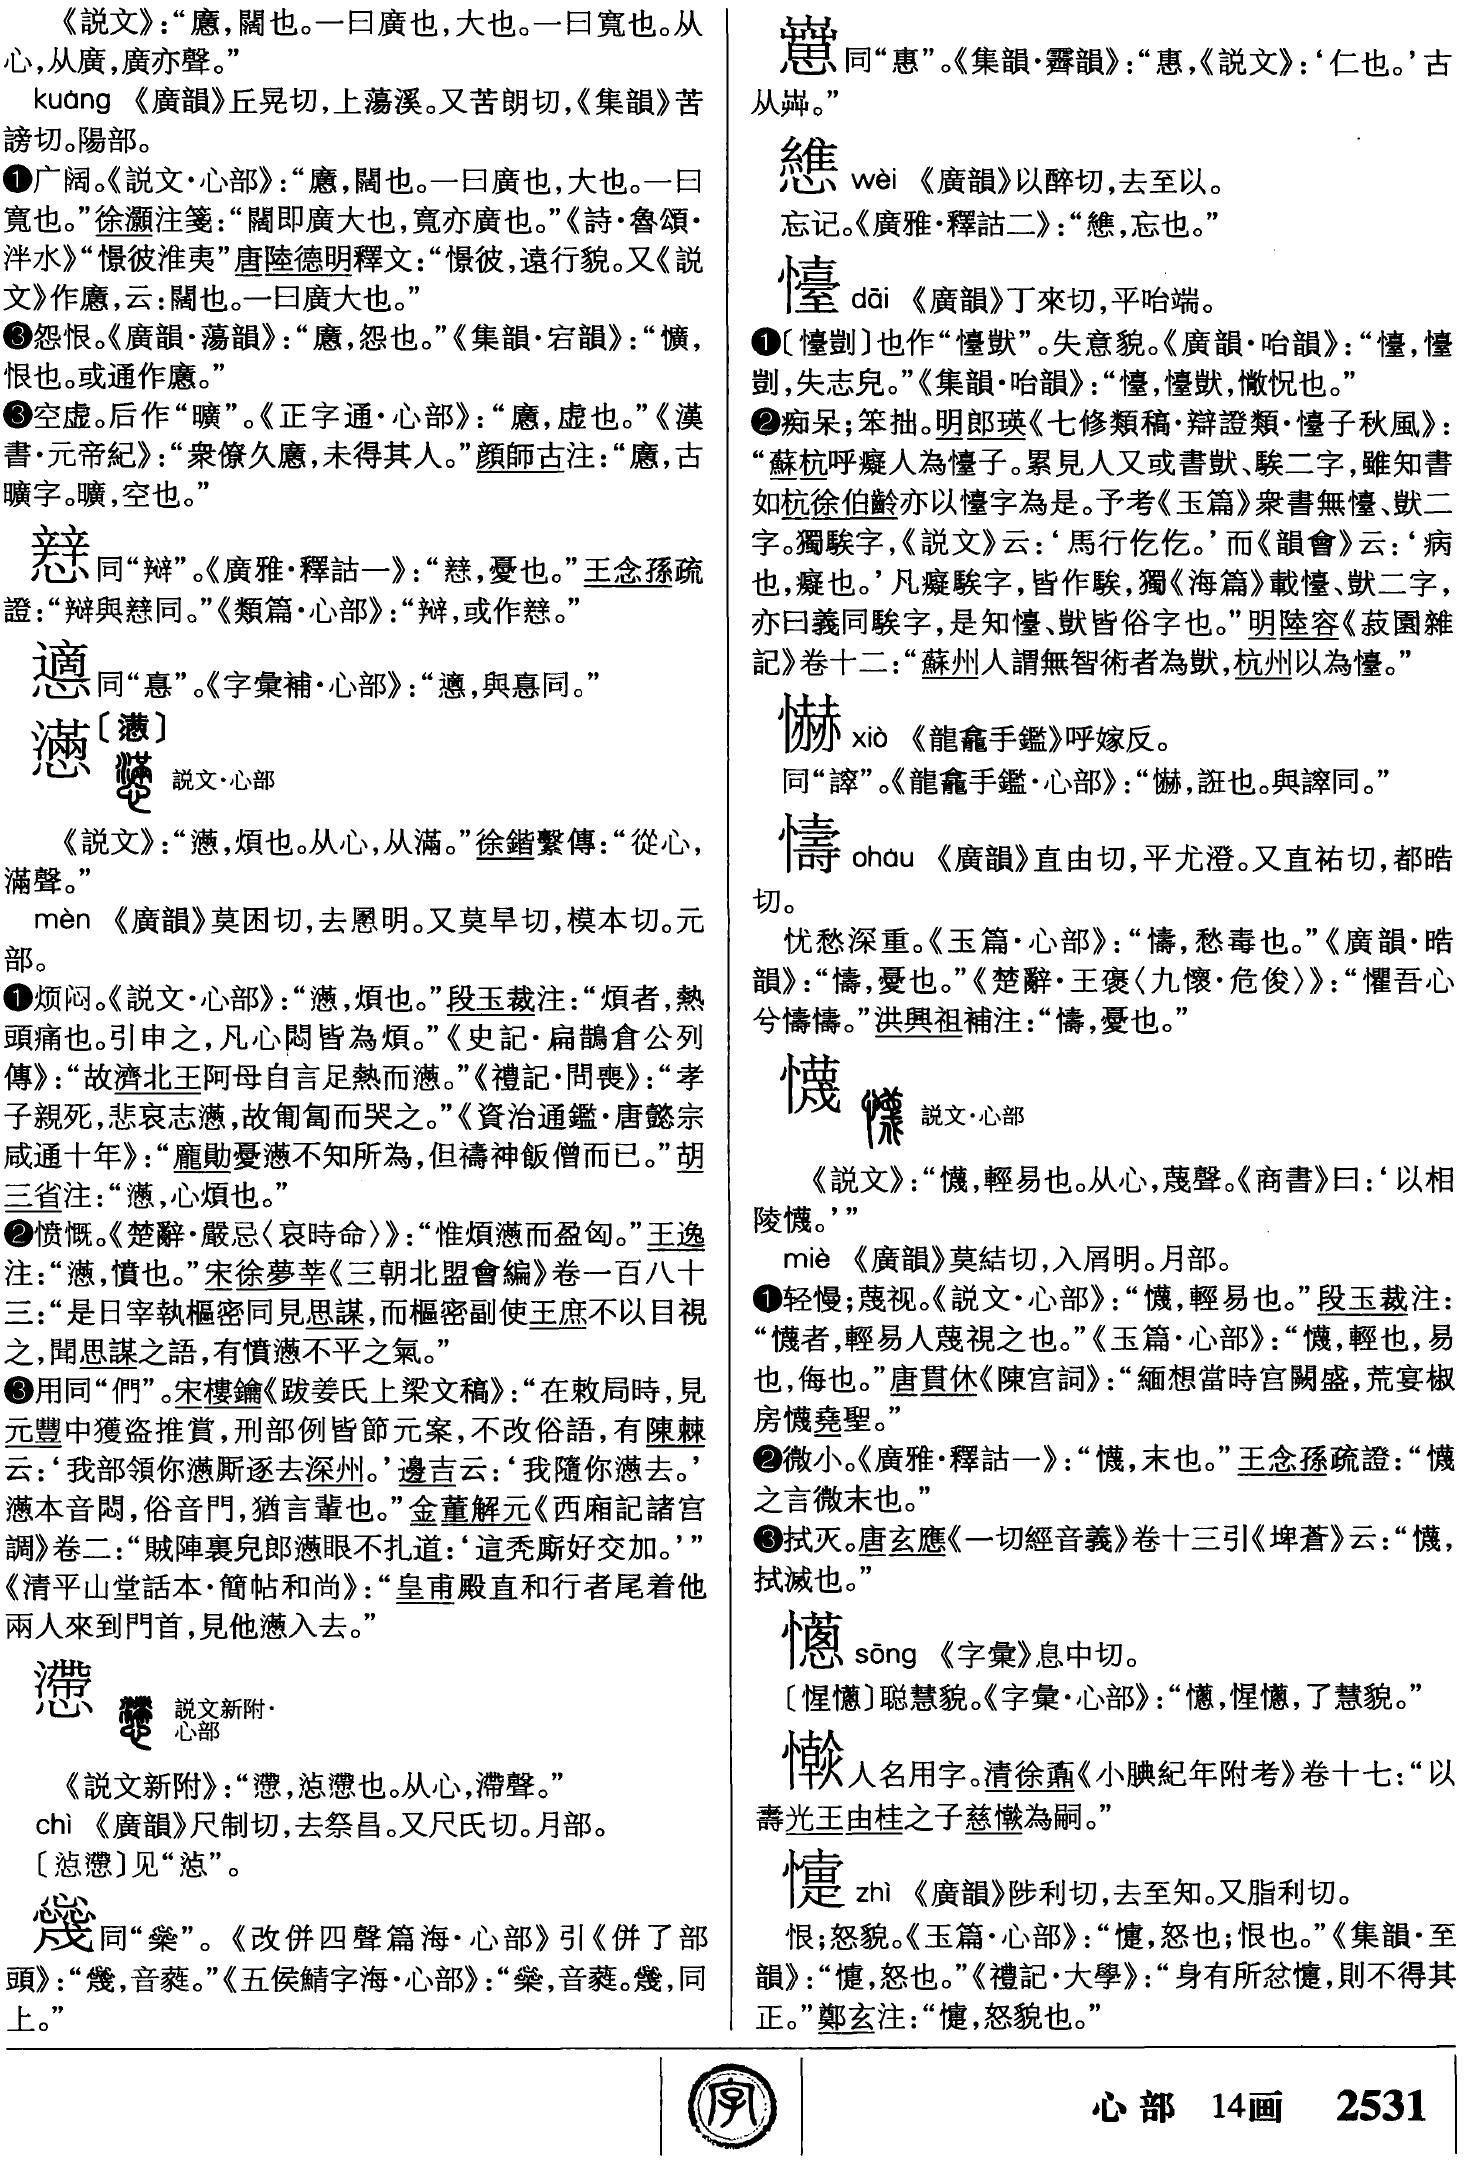 《説文》：“懬，闊也。一曰廣也，大也。一曰寬也。从
心，从廣，廣亦聲。”
kuàng 《廣韻》丘晃切，上蕩溪。又苦朗切，《集韻》苦
謗切。陽部。
❶广阔。《説文·心部》：“懬，闊也。一曰廣也，大也。一曰
寬也。”徐灝注箋：“闊即廣大也，寬亦廣也。”《詩·魯頌·
泮水》“憬彼淮夷”唐陸德明釋文：“憬彼，遠行貌。又《説
文》作懬，云：闊也。一曰廣大也。”
❸怨恨。《廣韻·蕩韻》：“懬，怨也。”《集韻·宕韻》：“懭，
恨也。或通作懬。”
❸空虚。后作“曠”。《正字通·心部》：“懬，虚也。”《漢
書·元帝紀》：“衆僚久懬，未得其人。”顔師古注：“懬，古
曠字。曠，空也。”
同“辯”。《廣雅·釋詁一》：“，憂也。”王念孫疏
證：“與同。”《類篇·心部》：“，或作。”
同“悳”。《字彙補·心部》：“，與悳同。”
懣〔懑〕
説文·心部
《説文》：“懣，煩也。从心，从滿。”徐鍇繫傳：“從心，
滿聲。”
mèn 《廣韻》莫困切，去慁明。又莫旱切，模本切。元
部。
❶烦闷。《説文·心部》：“懣，煩也。”段玉裁注：“煩者，熱
頭痛也。引申之，凡心悶皆為煩。”《史記·扁鵲倉公列
傳》：“故濟北王阿母自言足熱而懣。”《禮記·問喪》：“孝
子親死，悲哀志懣，故匍匐而哭之。”《資治通鑑·唐懿宗
咸通十年》：“龐勛憂懣不知所為，但禱神飯僧而已。”胡
三省注：“懣，心煩也。”
❷愤慨。《楚辭·嚴忌〈哀時命〉》：“惟煩懣而盈匈。”王逸
注：“懣，憤也。”宋徐夢莘《三朝北盟會編》卷一百八十
三：“是日宰執樞密同見思謀，而樞密副使王庶不以目視
之，聞思謀之語，有憤懣不平之氣。”
❸用同“們”。宋樓鑰《跋姜氏上梁文稿》：“在敕局時，見
元豐中獲盗推賞，刑部例皆節元案，不改俗語，有陳棘
云：‘我部領你懣厮逐去深州。’邊吉云：‘我隨你懣去。’
懣本音悶，俗音門，猶言輩也。”金董解元《西廂記諸宫
調》卷二：“賊陣裏兒郎懣眼不扎道：‘這秃廝好交加。’”
《清平山堂話本·簡帖和尚》：“皇甫殿直和行者尾着他
兩人來到門首，見他懣入去。”
懘
説文新附·
心部
《説文新附》：“懘，惉懘也。从心，滯聲。”
chì 《廣韻》尺制切，去祭昌。又尺氏切。月部。
〔惉懘〕见“惉”。
同“橤”。《改併四聲篇海·心部》引《併了部
頭》：“，音蕤。”《五侯鯖字海·心部》：“，音蕤。，同
上。”
同“惠”。《集韻·霽韻》：“惠，《説文》：‘仁也。’古
从芔。”
wèi 《廣韻》以醉切，去至以。
忘记。《廣雅·釋詁二》：“，忘也。”
懛 dāi 《廣韻》丁來切，平咍端。
❶〔懛剴〕也作“懛獃”。失意貌。《廣韻·咍韻》：“懛，懛
剴，失志皃。”《集韻·咍韻》：“懛，懛獃，惝怳也。”
❷痴呆；笨拙。明郎瑛《七修類稿·辯證類·懛子秋風》：
“蘇杭呼癡人為懛子。累見人又或書獃、騃二字，雖知書
如杭徐伯齡亦以懛字為是。予考《玉篇》衆書無懛、獃二
字。獨騃字，《説文》云：‘馬行仡仡。’而《韻會》云：‘病
也，癡也。’凡癡騃字，皆作騃，獨《海篇》載懛、獃二字，
亦曰義同騃字，是知懛、獃皆俗字也。”明陸容《菽園雜
記》卷十二：“蘇州人謂無智術者為獃，杭州以為懛。”
xià 《龍龕手鑑》呼嫁反。
同“謘”。《龍龕手鑑·心部》：“，誑也。與同。”
懤 chóu 《廣韻》直由切，平尤澄。又直祐切，都晧
切。
忧愁深重。《玉篇·心部》：“懤，愁毒也。”《廣韻·晧
韻》：“懤，憂也。”《楚辭·王褒〈九懷·危俊〉》：“懼吾心
兮懤懤。”洪興祖補注：“懤，憂也。”
懱
説文·心部
《説文》：“懱，輕易也。从心，蔑聲。《商書》曰：‘以相
陵懱。’”
miè 《廣韻》莫結切，入屑明。月部。
❶轻慢；蔑视。《説文·心部》：“懱，輕易也。”段玉裁注：
“懱者，輕易人蔑視之也。”《玉篇·心部》：“懱，輕也，易
也，侮也。”唐貫休《陳宫詞》：“緬想當時宫闕盛，荒宴椒
房懱堯聖。”
❷微小。《廣雅·釋詁一》：“懱，末也。”王念孫疏證：“懱
之言微末也。”
❸拭灭。唐玄應《一切經音義》卷十三引《埤蒼》云：“懱，
拭滅也。”
憽 sōng 《字彙》息中切。
〔惺憽〕聪慧貌。《字彙·心部》：“憽，惺憽，了慧貌。”
人名用字。清徐鼒《小腆紀年附考》卷十七：“以
壽光王由桂之子慈為嗣。”
懥 zhì 《廣韻》陟利切，去至知。又脂利切。
恨；怒貌。《玉篇·心部》：“懥，怒也；恨也。”《集韻·至
韻》：“懥，怒也。”《禮記·大學》：“身有所忿懥，則不得其
正。”鄭玄注：“懥，怒貌也。”
字
心部 14画 2531